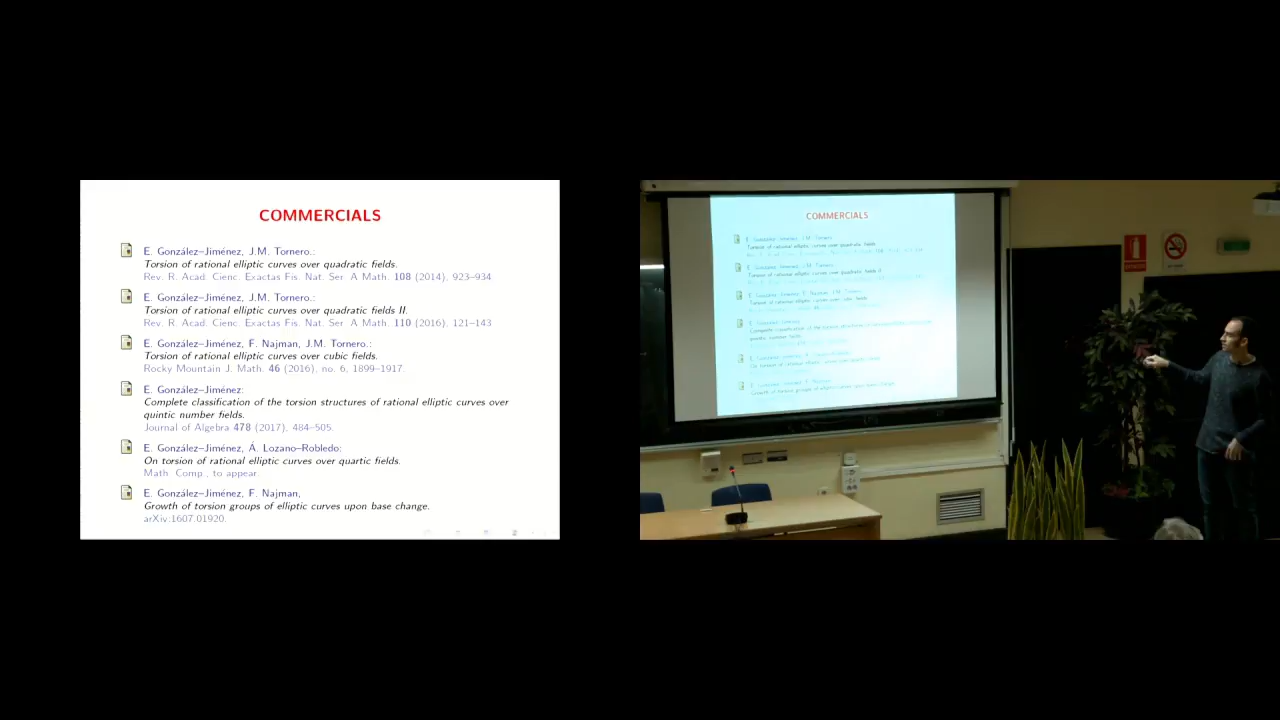 COMMERCIALS
E. González–Jiménez, J.M. Tornero.:
Torsion of rational elliptic curves over quadratic fields.
Rev. R. Acad. Cienc. Exactas Fis. Nat. Ser A Math. 108 (2014), 923–934
E. González–Jiménez, J.M. Tornero.:
Torsion of rational elliptic curves over quadratic fields II.
Rev. R. Acad. Cienc. Exactas Fis. Nat. Ser A Math. 110 (2016), 121–143
E. González–Jiménez, F. Najman, J.M. Tornero.:
Torsion of rational elliptic curves over cubic fields.
Rocky Mountain J. Math. 46 (2016), no. 6, 1899–1917.
E. González–Jiménez:
Complete classification of the torsion structures of rational elliptic curves over
quintic number fields.
Journal of Algebra 478 (2017), 484–505.
E. González–Jiménez, Á. Lozano–Robledo:
On torsion of rational elliptic curves over quartic fields.
Math. Comp., to appear.
E. González–Jiménez, F. Najman,
Growth of torsion groups of elliptic curves upon base change.
arXiv:1607.01920.
COMMERCIALS